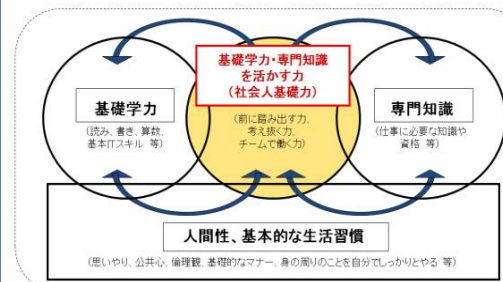 基礎学力・専門知識
を活かす力
(社会人基礎力)
基礎学力
(読み、書き、算数、
基本ITスキル 等)
(前に踏み出す力、
考え抜く力、
チームで働く力)
専門知識
(仕事に必要な知識や
資格 等)
人間性、基本的な生活習慣
(思いやり、公共心、倫理観、基礎的なマナー、身の周りのことを自分でしっかりとやる 等)